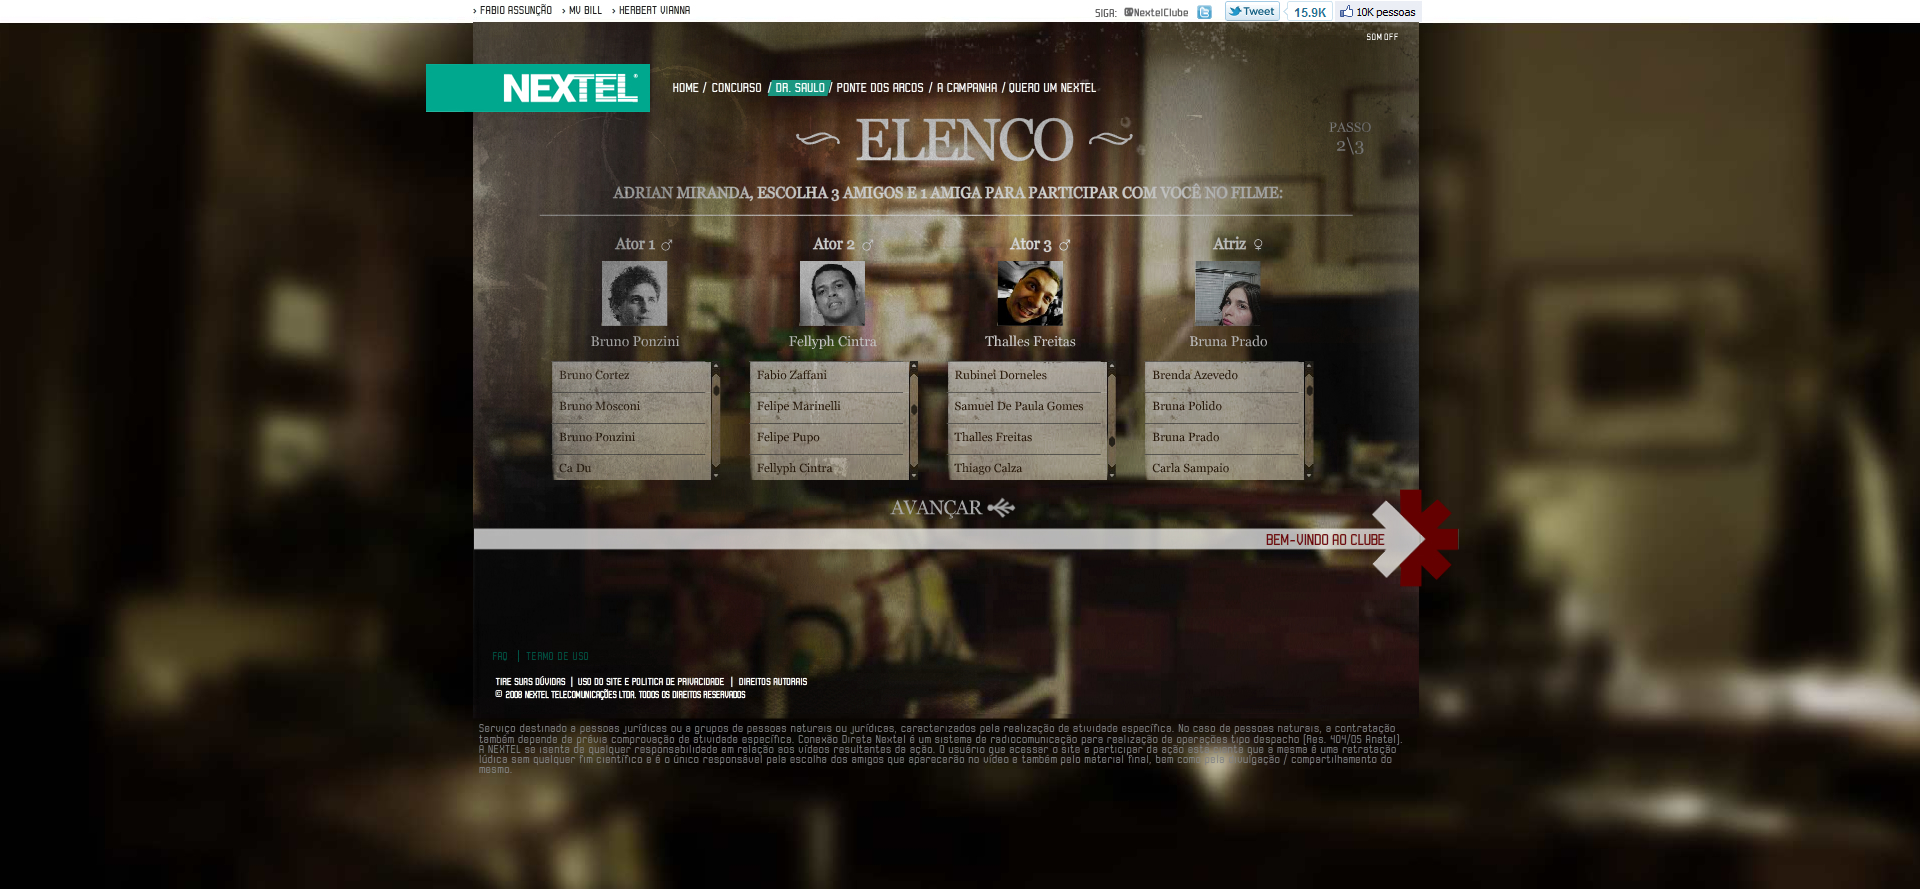 › FABIO ASSUNÇÃO › MV BILL › HERBERT VIANNA
SIGA: @NextelClube Tweet 15.9K 10K pessoas
SOM OFF
NEXTEL
HOME / CONCURSO / DR. SAULO / PONTE DOS ARCOS / A CAMPANHA / QUERO UM NEXTEL
ELENCO
PASSO
2\3
ADRIAN MIRANDA, ESCOLHA 3 AMIGOS E 1 AMIGA PARA PARTICIPAR COM VOCÊ NO FILME:
Ator 1 ♂ Ator 2 ♂ Ator 3 ♂ Atriz ♀
Bruno Ponzini Fellyph Cintra Thalles Freitas Bruna Prado
Bruno Cortez Fabio Zaffani Rubinel Dorneles Brenda Azevedo
Bruno Mosconi Felipe Marinelli Samuel De Paula Gomes Bruna Polido
Bruno Ponzini Felipe Pupo Thalles Freitas Bruna Prado
Ca Du Fellyph Cintra Thiago Calza Carla Sampaio
AVANÇAR
BEM-VINDO AO CLUBE
FAQ | TERMO DE USO
TIRE SUAS DÚVIDAS | USO DO SITE E POLITICA DE PRIVACIDADE | DIREITOS AUTORAIS
© 2008 NEXTEL TELECOMUNICAÇÕES LTDA. TODOS OS DIREITOS RESERVADOS
Serviço destinado a pessoas jurídicas ou a grupos de pessoas naturais ou jurídicas, caracterizados pela realização de atividade específica. No caso de pessoas naturais, a contratação
também depende de prévia comprovação de atividade específica. Conexão Direta Nextel é um sistema de radiocomunicação para realização de operações tipo despacho (Res. 404/05 Anatel).
A NEXTEL se isenta de qualquer responsabilidade em relação aos vídeos resultantes da ação. O usuário que acessar o site e participar da ação está ciente que a mesma é uma retratação
lúdica sem qualquer fim científico e é o único responsável pela escolha dos amigos que aparecerão no vídeo e também pelo material final, bem como pela divulgação / compartilhamento do
mesmo.